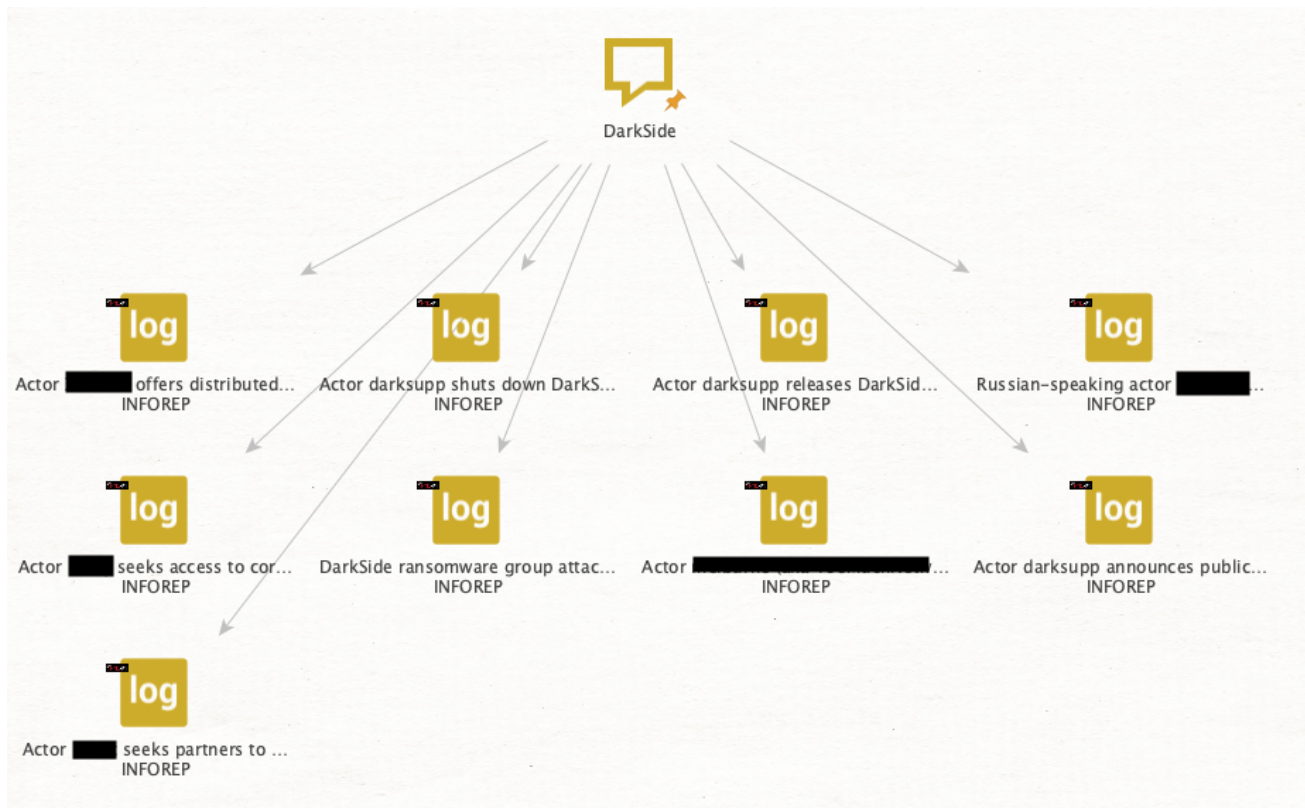 DarkSide
log
log
log
log
Actor offers distributed...
Actor darksupp shuts down DarkS...
Actor darksupp releases DarkSid...
Russian-speaking actor ...
INFOREP
INFOREP
INFOREP
INFOREP
log
log
log
log
Actor seeks access to cor...
DarkSide ransomware group attac...
Actor ...
Actor darksupp announces public...
INFOREP
INFOREP
INFOREP
INFOREP
log
Actor seeks partners to ...
INFOREP